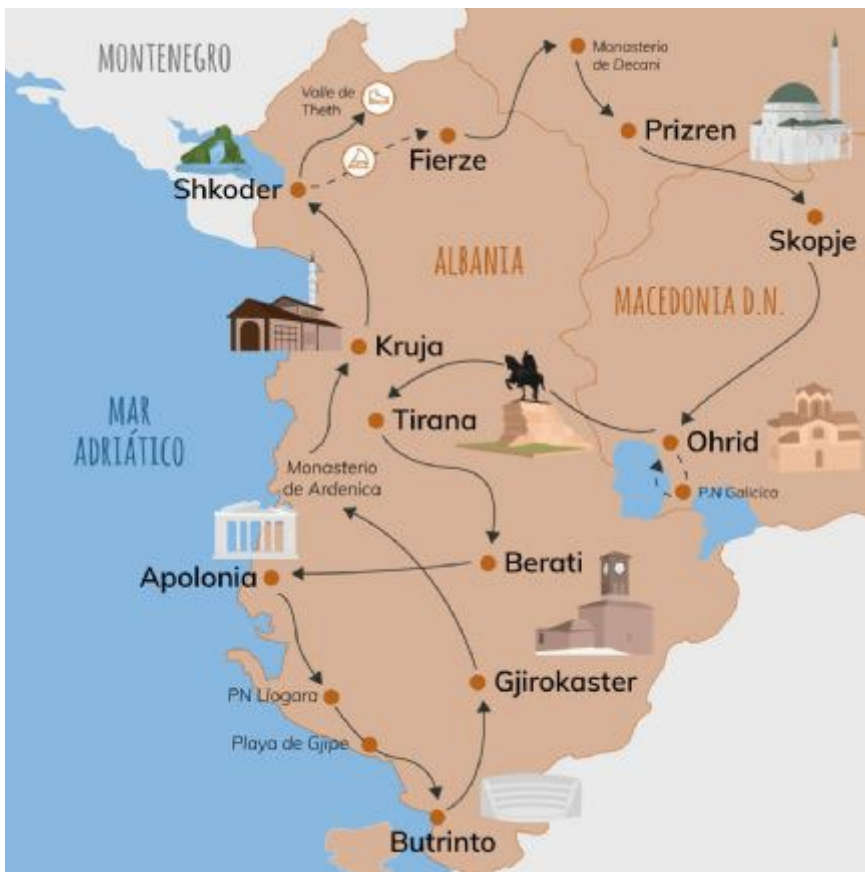 MONTENEGRO
Monasterio
de Decani
Valle de
Theth
Prizren
Fierze
Shkoder
Skopje
ALBANIA
MACEDONIA D.N.
Kruja
MAR
ADRIÁTICO
Tirana
Ohrid
Monasterio
de Ardenica
P.N Galicica
Berati
Apolonia
Gjirokaster
PN Lliogara
Playa de Gjipe
Butrinto